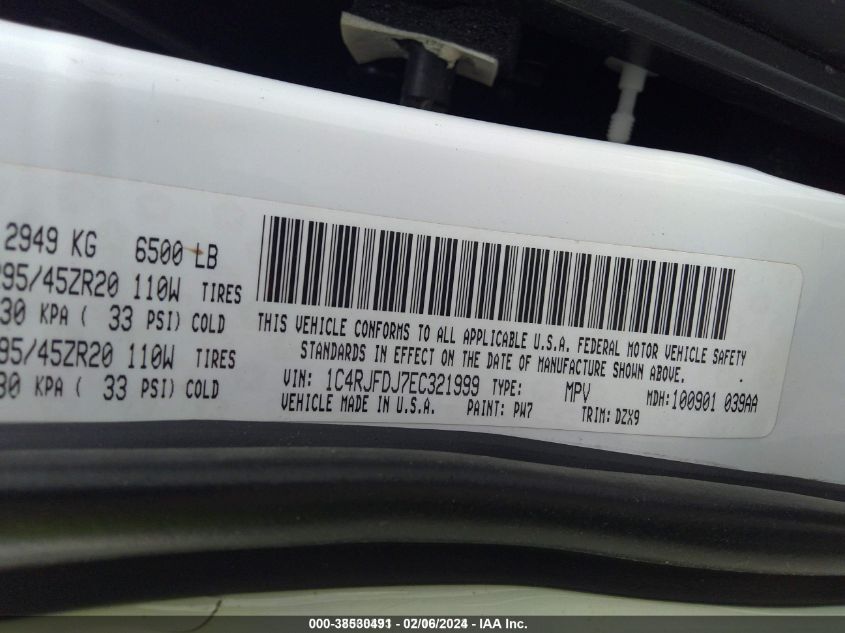 2949 KG 6500 LB
95/45ZR20 110W TIRES
30 KPA ( 33 PSI) COLD
95/45ZR20 110W TIRES
30 KPA ( 33 PSI) COLD
THIS VEHICLE CONFORMS TO ALL APPLICABLE U.S.A. FEDERAL MOTOR VEHICLE SAFETY
STANDARDS IN EFFECT ON THE DATE OF MANUFACTURE SHOWN ABOVE.
VIN: 1C4RJFDJ7EC321999 TYPE: MPV MDH: 100901 039AA
VEHICLE MADE IN U.S.A. PAINT: PW7 TRIM: DZX9
000-38530491 - 02/06/2024 - IAA Inc.